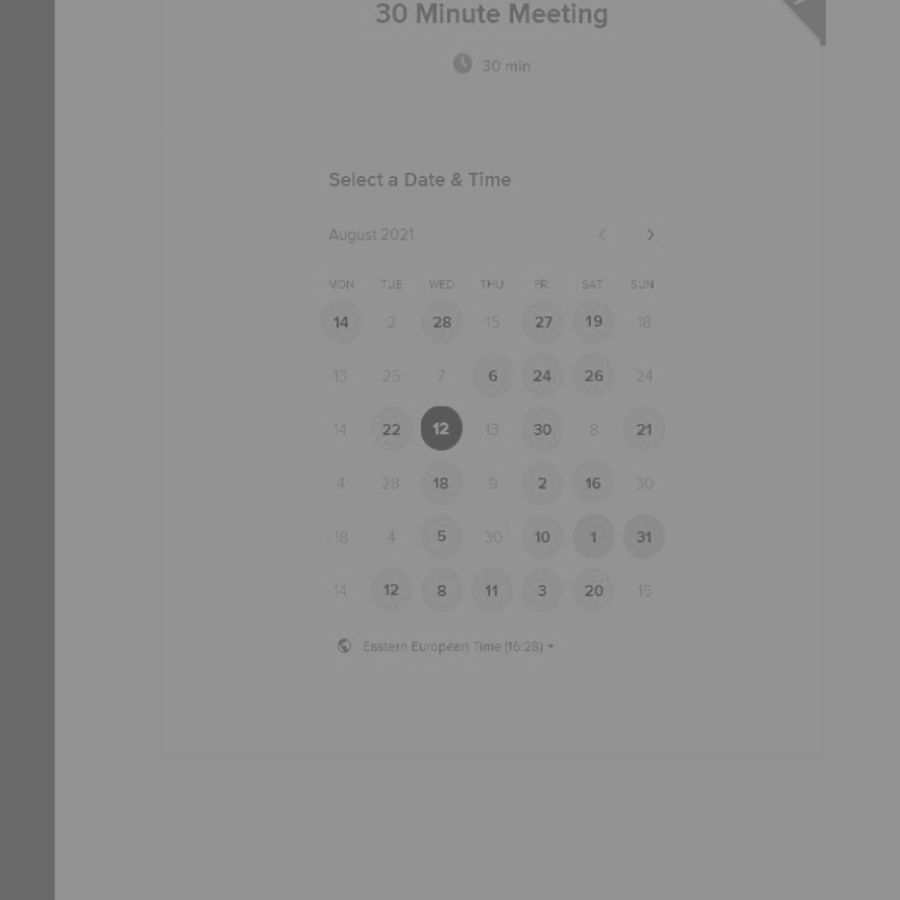 30 Minute Meeting
30 min
Select a Date & Time
August 2021
MON TUE WED THU FRI SAT SUN
14 2 28 15 27 19 18
13 25 7 6 24 26 24
14 22 12 13 30 8 21
4 28 18 9 2 16 30
18 4 5 30 10 1 31
14 12 8 11 3 20 15
Eastern European Time (16:28)